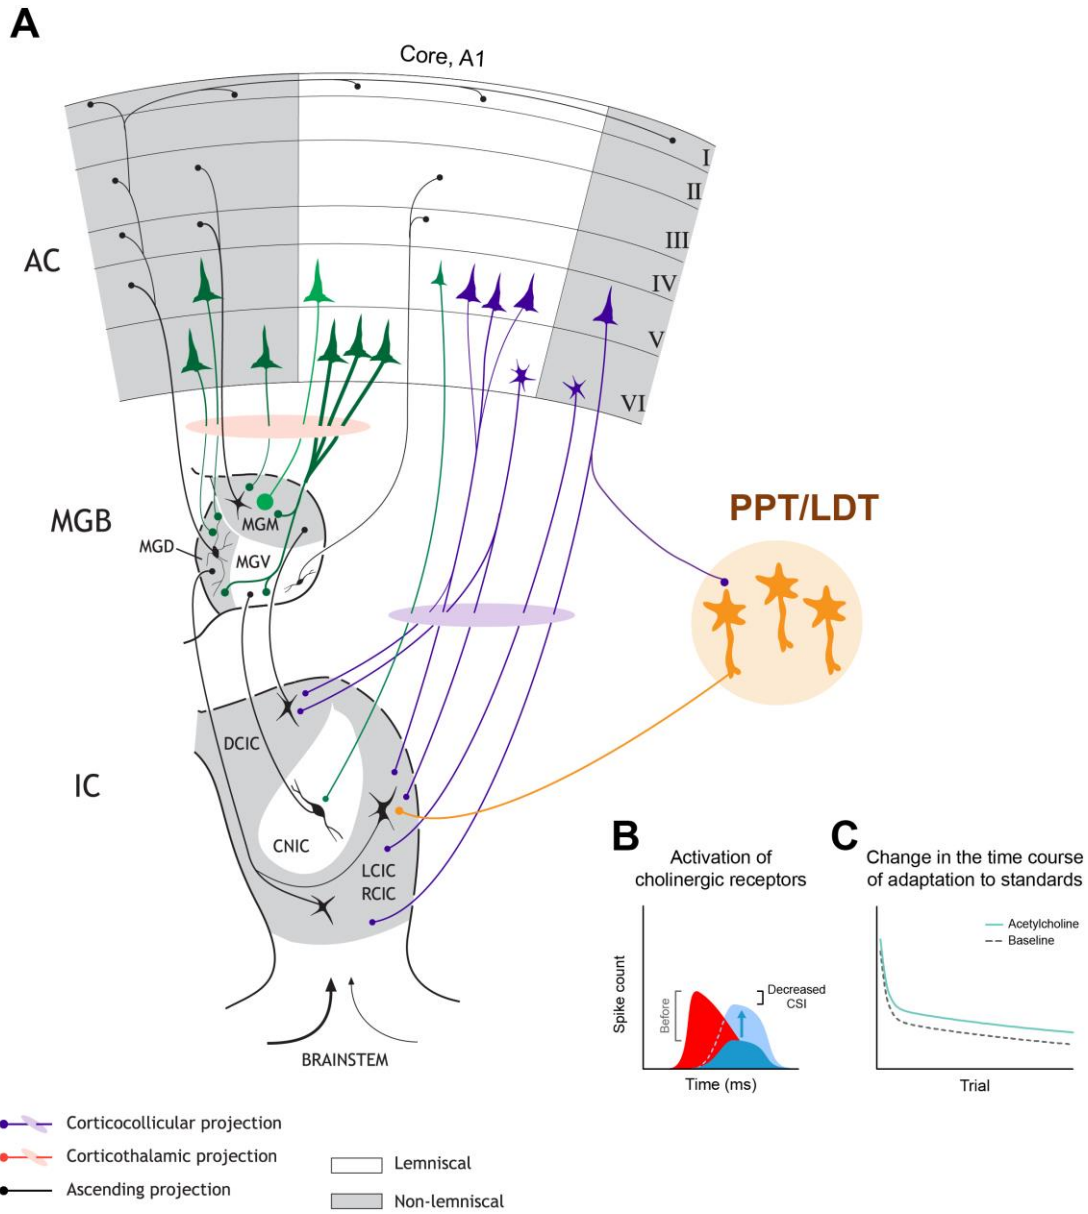 A
Core, A1
I
II
III
IV
V
VI
AC
MGB
MGM
MGD
MGV
PPT/LDT
IC
DCIC
CNIC
LCIC
RCIC
BRAINSTEM
B
Activation of
cholinergic receptors
Spike count
Before
Decreased
CSI
Time (ms)
C
Change in the time course
of adaptation to standards
Acetylcholine
Baseline
Trial
Corticocollicular projection
Corticothalamic projection
Ascending projection
Lemniscal
Non-lemniscal